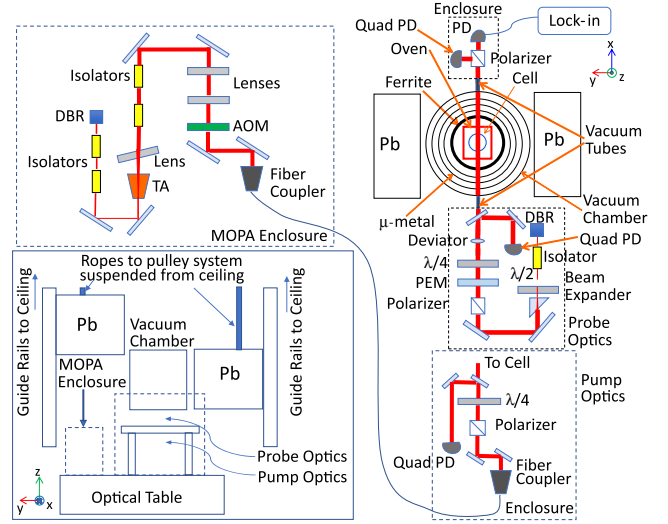 Isolators
Lenses
DBR
AOM
Isolators
Lens
TA
Fiber
Coupler
MOPA Enclosure
Ropes to pulley system
suspended from ceiling
Guide Rails to Ceiling
Pb
Vacuum
Chamber
Pb
Guide Rails to Ceiling
MOPA
Enclosure
Probe Optics
Pump Optics
Optical Table
z
y
x
Enclosure
Quad PD
PD
Lock-in
Oven
Polarizer
Cell
x
y
z
Ferrite
Pb
Pb
Vacuum
Tubes
μ-metal
Vacuum
Chamber
DBR
Deviator
Quad PD
Isolator
λ/4
λ/2
PEM
Beam
Expander
Polarizer
Probe
Optics
To Cell
Pump
Optics
λ/4
Polarizer
Quad PD
Fiber
Coupler
Enclosure